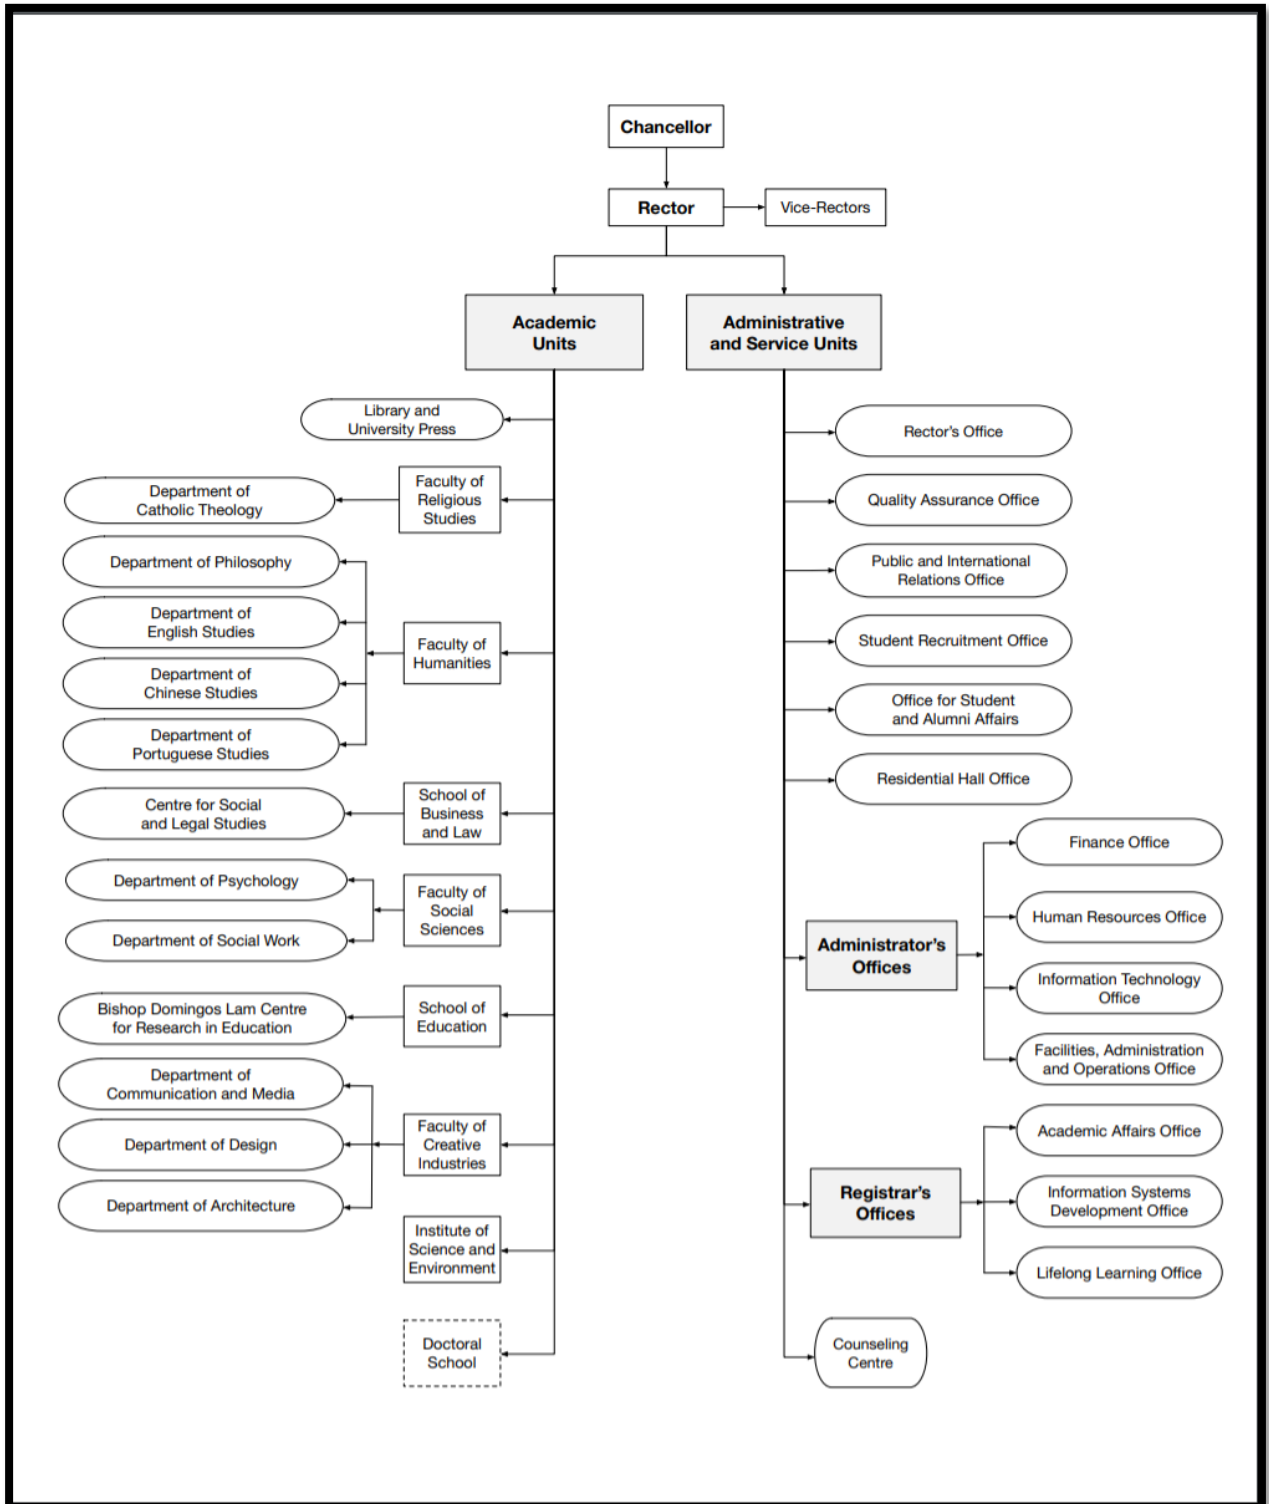 Chancellor
Rector
Vice-Rectors
Academic
Units
Administrative
and Service Units
Library and
University Press
Faculty of
Religious
Studies
Department of
Catholic Theology
Faculty of
Humanities
Department of Philosophy
Department of
English Studies
Department of
Chinese Studies
Department of
Portuguese Studies
School of
Business
and Law
Centre for Social
and Legal Studies
Faculty of
Social
Sciences
Department of Psychology
Department of Social Work
School of
Education
Bishop Domingos Lam Centre
for Research in Education
Faculty of
Creative
Industries
Department of
Communication and Media
Department of Design
Department of Architecture
Institute of
Science and
Environment
Doctoral
School
Rector's Office
Quality Assurance Office
Public and International
Relations Office
Student Recruitment Office
Office for Student
and Alumni Affairs
Residential Hall Office
Administrator's
Offices
Finance Office
Human Resources Office
Information Technology
Office
Facilities, Administration
and Operations Office
Registrar's
Offices
Academic Affairs Office
Information Systems
Development Office
Lifelong Learning Office
Counseling
Centre